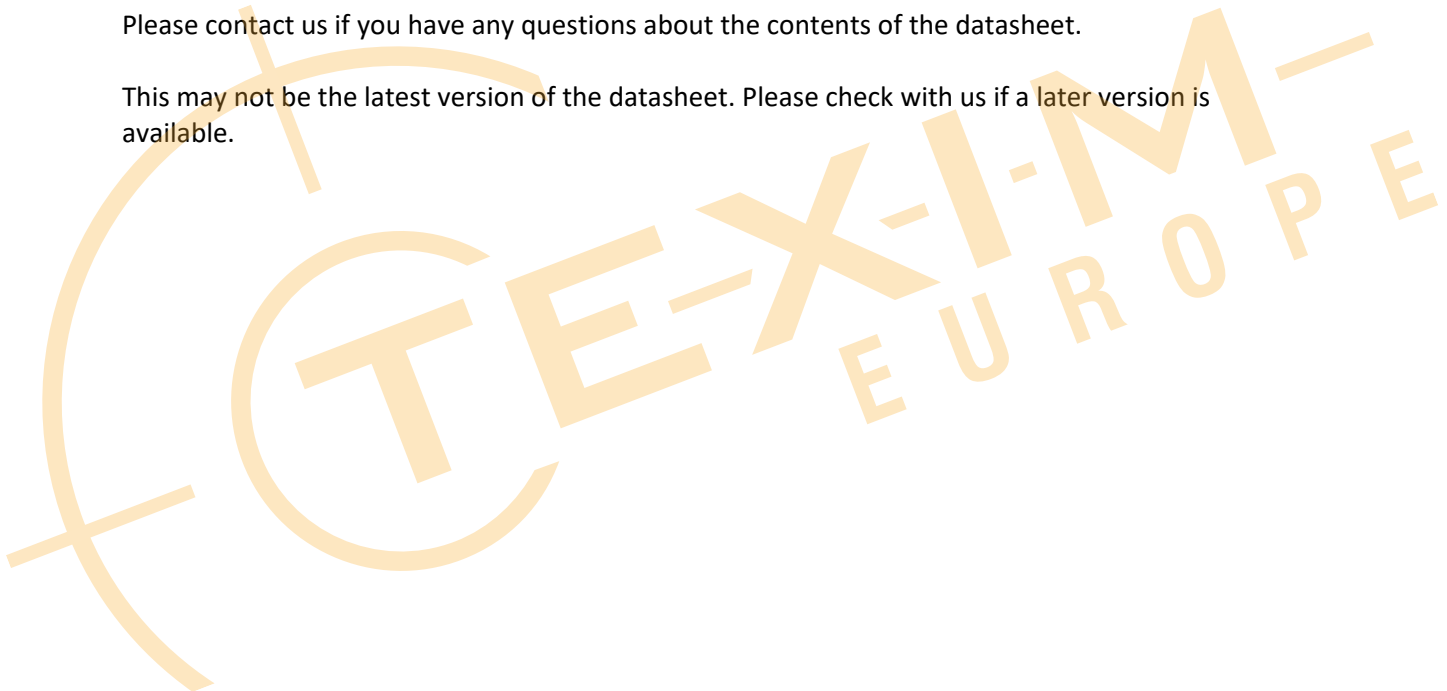 Please contact us if you have any questions about the contents of the datasheet.
This may not be the latest version of the datasheet. Please check with us if a later version is
available.
TE-X-I-M-
EUROPE